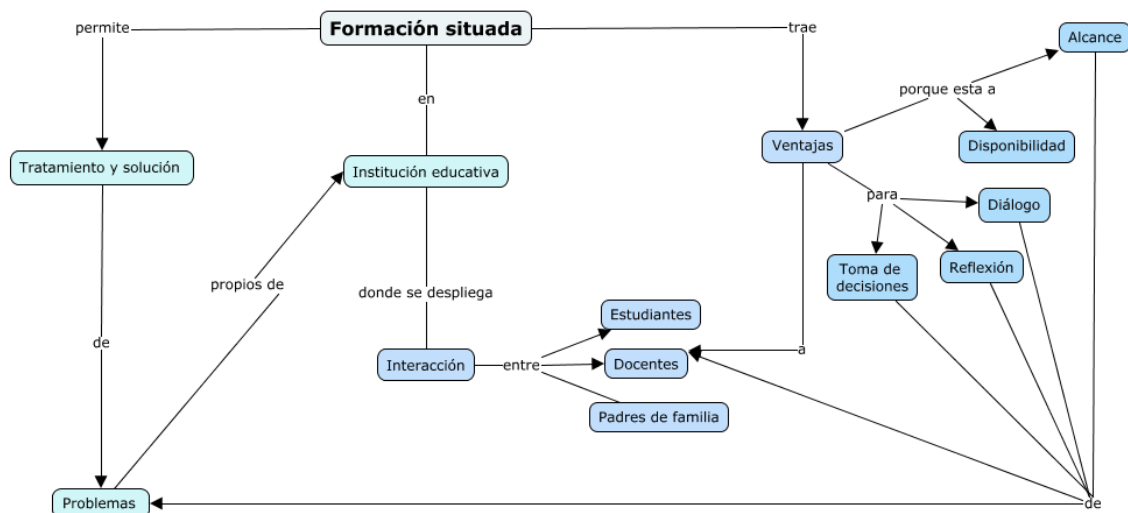 Formación situada
permite
trae
Alcance
en
porque esta a
Ventajas
Disponibilidad
Tratamiento y solución
Institución educativa
para
Diálogo
Toma de
decisiones
Reflexión
propios de
donde se despliega
Estudiantes
de
Interacción
entre
Docentes
a
Padres de familia
Problemas
de